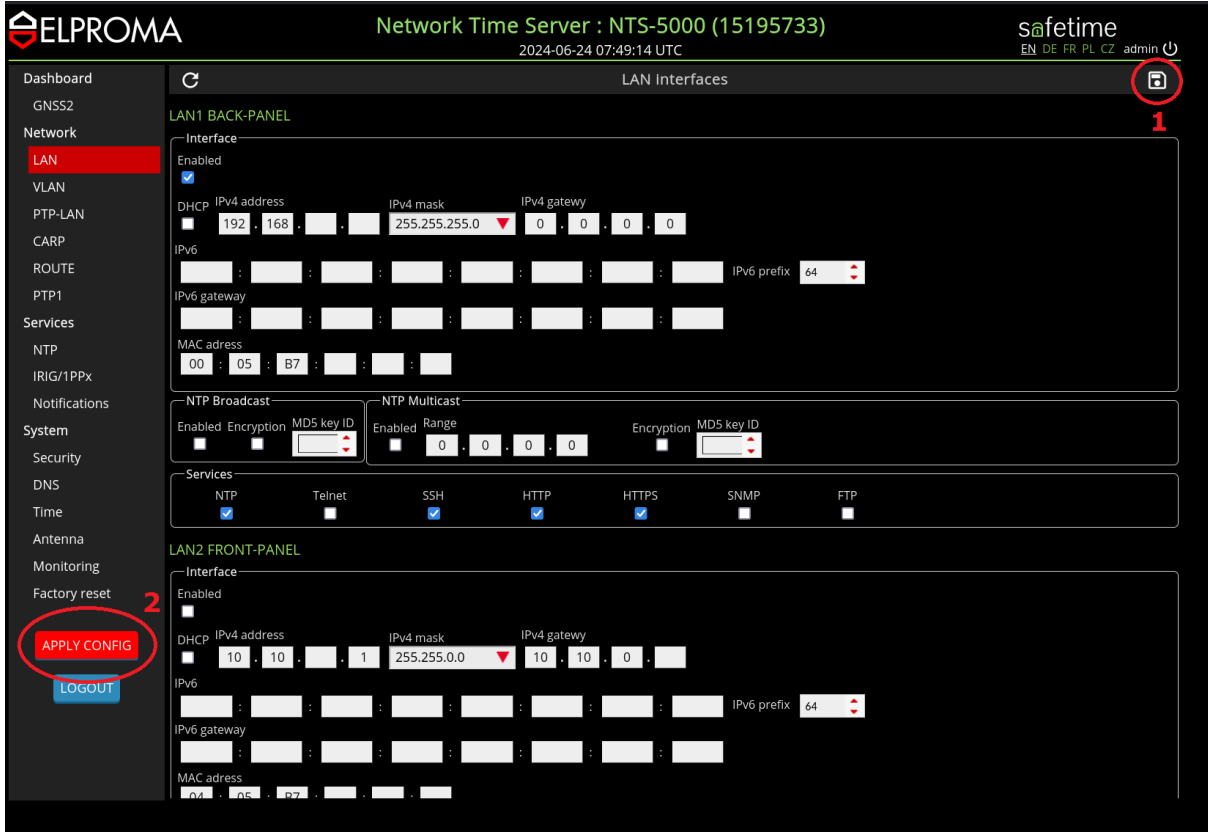 ELPROMA
Network Time Server : NTS-5000 (15195733)
2024-06-24 07:49:14 UTC
safetime
EN DE FR PL CZ admin
Dashboard
GNSS2
Network
LAN
VLAN
PTP-LAN
CARP
ROUTE
PTP1
Services
NTP
IRIG/1PPx
Notifications
System
Security
DNS
Time
Antenna
Monitoring
Factory reset
2
APPLY CONFIG
LOGOUT
LAN Interfaces
1
LAN1 BACK-PANEL
Interface
Enabled
DHCP IPv4 address IPv4 mask IPv4 gatewy
192 . 168 . . 255.255.255.0 0 . 0 . 0 . 0
IPv6
: : : : : : : IPv6 prefix 64
IPv6 gateway
: : : : : : :
MAC adress
00 : 05 : B7 : : :
NTP Broadcast NTP Multicast
Enabled Encryption MD5 key ID Enabled Range Encryption MD5 key ID
0 . 0 . 0 . 0
Services
NTP Telnet SSH HTTP HTTPS SNMP FTP
LAN2 FRONT-PANEL
Interface
Enabled
DHCP IPv4 address IPv4 mask IPv4 gatewy
10 . 10 . . 1 255.255.0.0 10 . 10 . 0 .
IPv6
: : : : : : : IPv6 prefix 64
IPv6 gateway
: : : : : : :
MAC adress
04 : 05 : B7 : : :